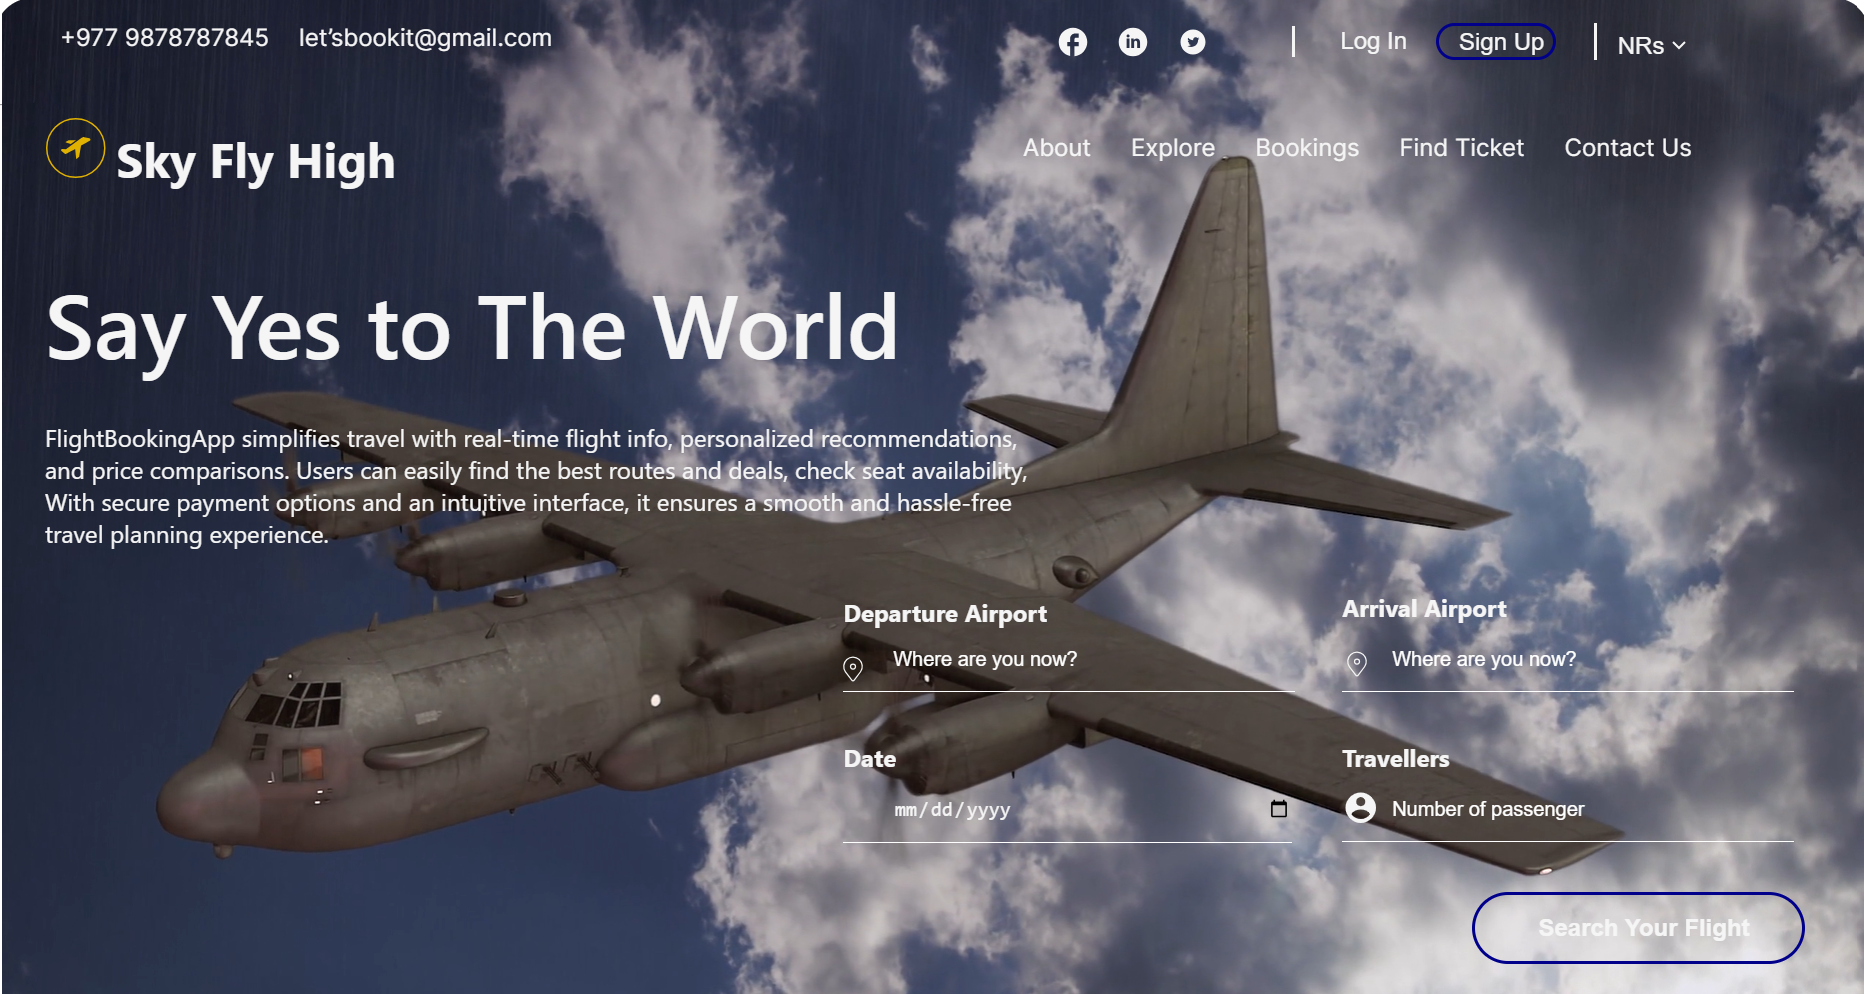 +977 9878787845 let’sbookit@gmail.com
Log In Sign Up NRs
Sky Fly High
About Explore Bookings Find Ticket Contact Us
Say Yes to The World
FlightBookingApp simplifies travel with real-time flight info, personalized recommendations,
and price comparisons. Users can easily find the best routes and deals, check seat availability,
With secure payment options and an intuitive interface, it ensures a smooth and hassle-free
travel planning experience.
Departure Airport
Where are you now?
Arrival Airport
Where are you now?
Date
mm/dd/yyyy
Travellers
Number of passenger
Search Your Flight